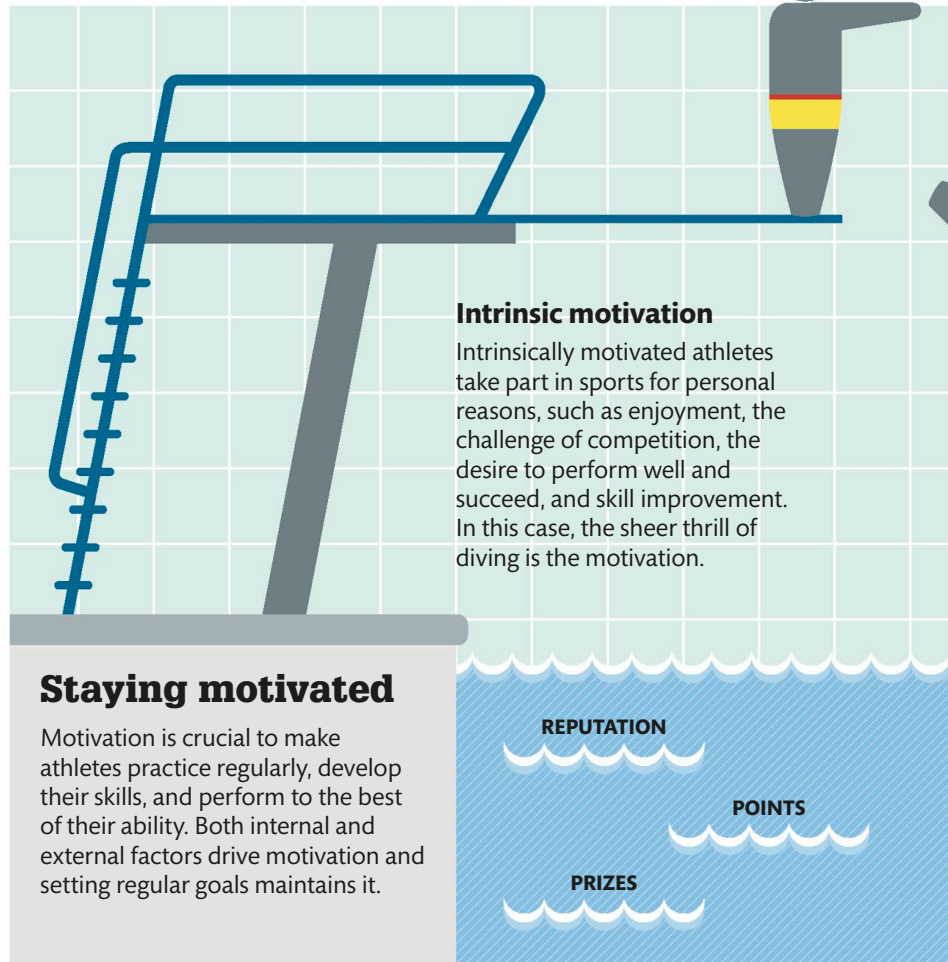 Intrinsic motivation
Intrinsically motivated athletes
take part in sports for personal
reasons, such as enjoyment, the
challenge of competition, the
desire to perform well and
succeed, and skill improvement.
In this case, the sheer thrill of
diving is the motivation.
Staying motivated
Motivation is crucial to make
athletes practice regularly, develop
their skills, and perform to the best
of their ability. Both internal and
external factors drive motivation and
setting regular goals maintains it.
REPUTATION
POINTS
PRIZES